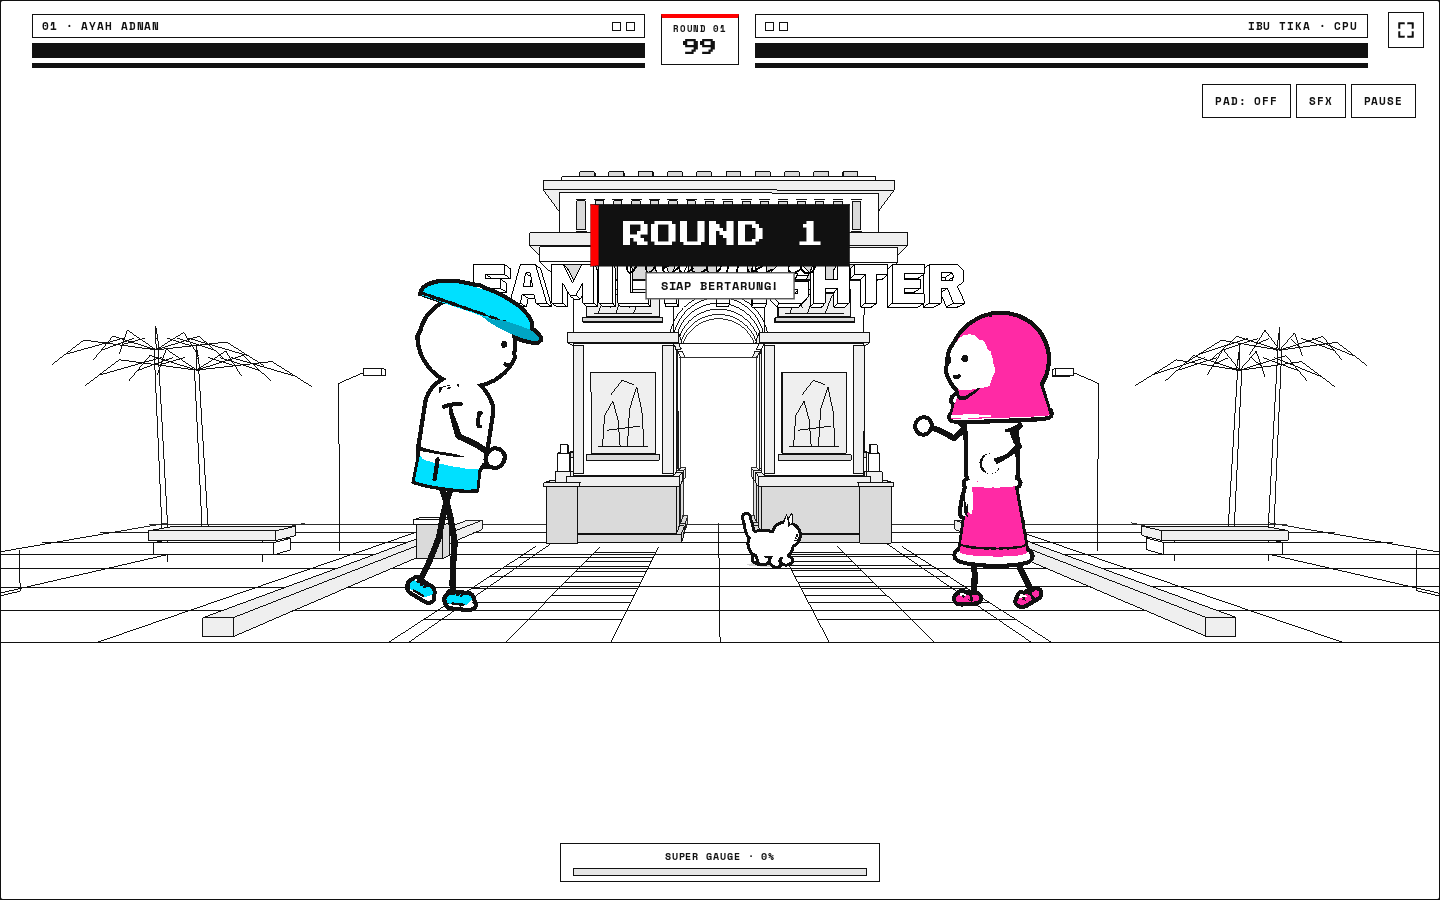 01 · AYAH ADNAN
ROUND 01
99
IBU TIKA · CPU
PAD: OFF
SFX
PAUSE
ROUND 1
SIAP BERTARUNG!
SUPER GAUGE · 0%